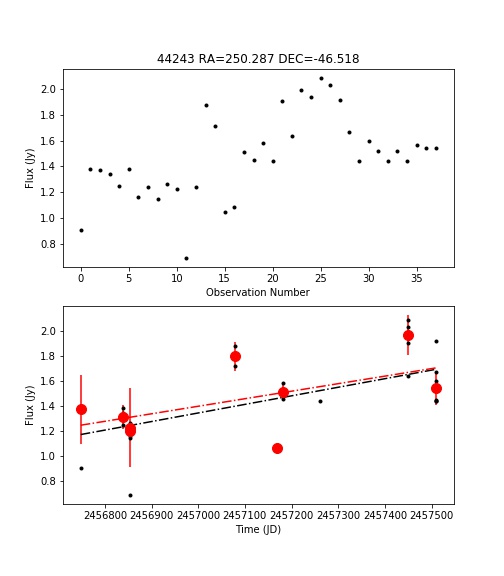 44243 RA=250.287 DEC=-46.518
2.0
1.8
1.6
1.4
1.2
1.0
0.8
Flux (Jy)
0 5 10 15 20 25 30 35
Observation Number
2.0
1.8
1.6
1.4
1.2
1.0
0.8
Flux (Jy)
2456800 2456900 2457000 2457100 2457200 2457300 2457400 2457500
Time (JD)